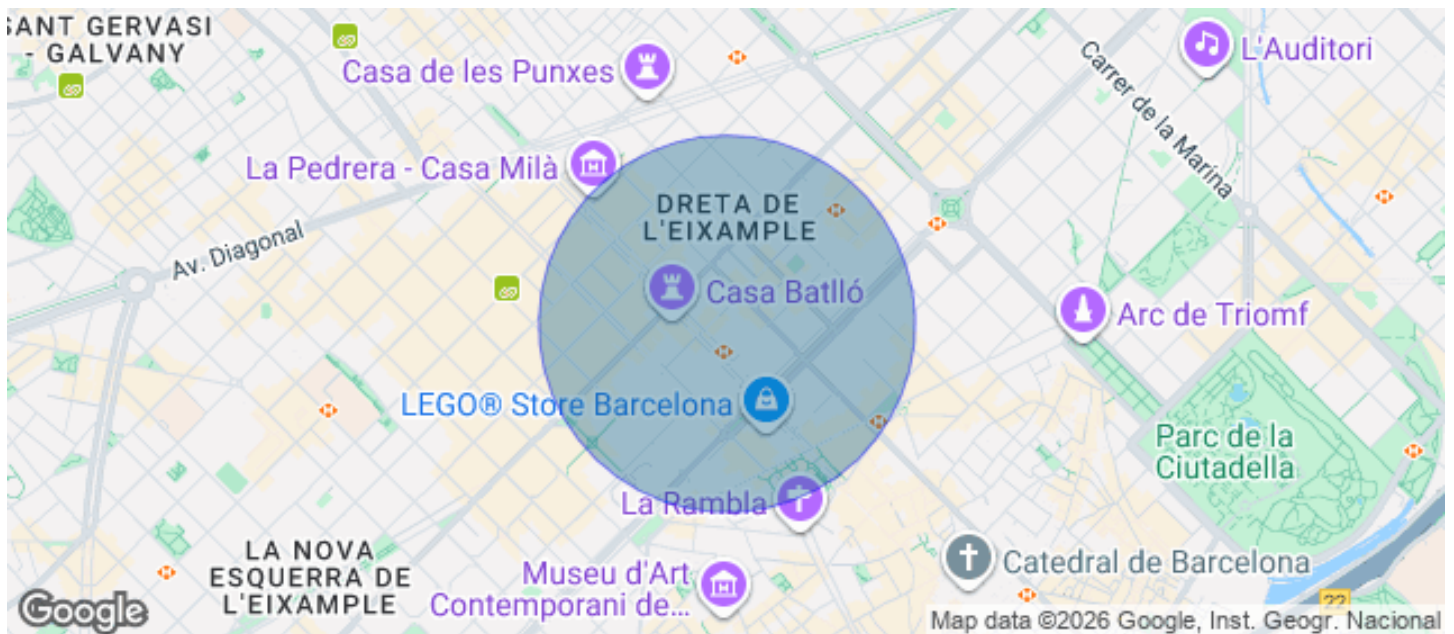 SANT GERVASI
- GALVANY
Casa de les Punxes
L'Auditori
Carrer de la Marina
La Pedrera - Casa Milà
DRETA DE
L'EIXAMPLE
Av. Diagonal
Casa Batlló
Arc de Triomf
LEGO® Store Barcelona
Parc de la
Ciutadella
La Rambla
LA NOVA
ESQUERRA DE
L'EIXAMPLE
Museu d'Art
Contemporani de...
Catedral de Barcelona
22
Google
Map data ©2026 Google, Inst. Geogr. Nacional